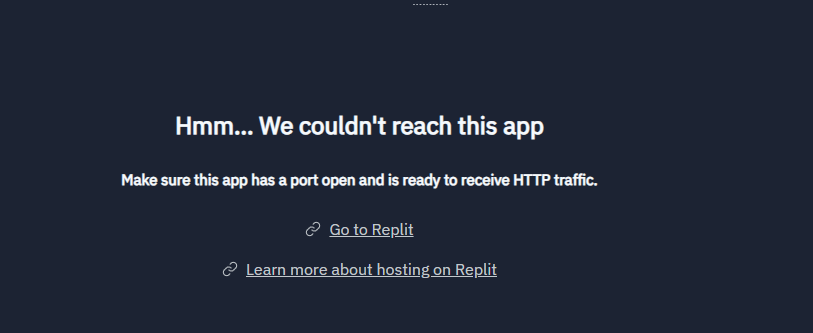 Hmm... We couldn't reach this app
Make sure this app has a port open and is ready to receive HTTP traffic.
Go to Replit
Learn more about hosting on Replit